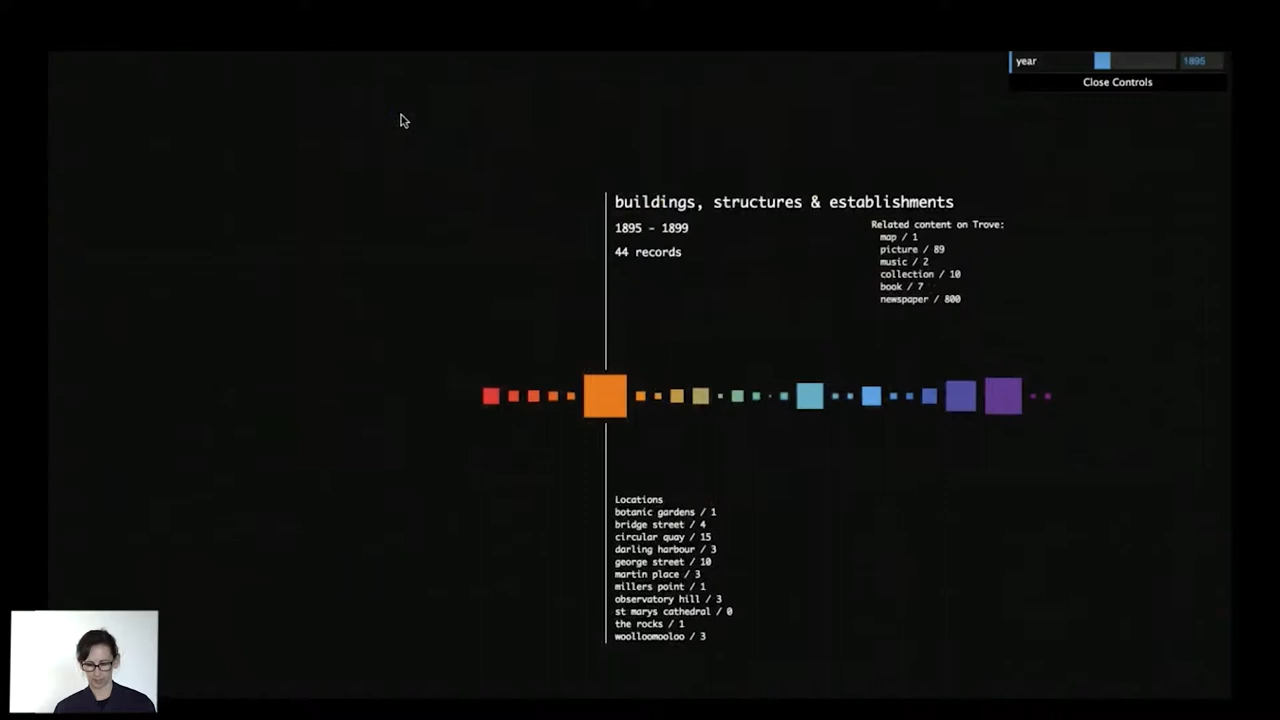 year 1895
Close Controls
buildings, structures & establishments
1895 - 1899
44 records
Related content on Trove:
map / 1
picture / 89
music / 2
collection / 10
book / 7
newspaper / 800
Locations
botanic gardens / 1
bridge street / 4
circular quay / 15
darling harbour / 3
george street / 10
martin place / 3
millers point / 1
observatory hill / 3
st marys cathedral / 0
the rocks / 1
woolloomooloo / 3